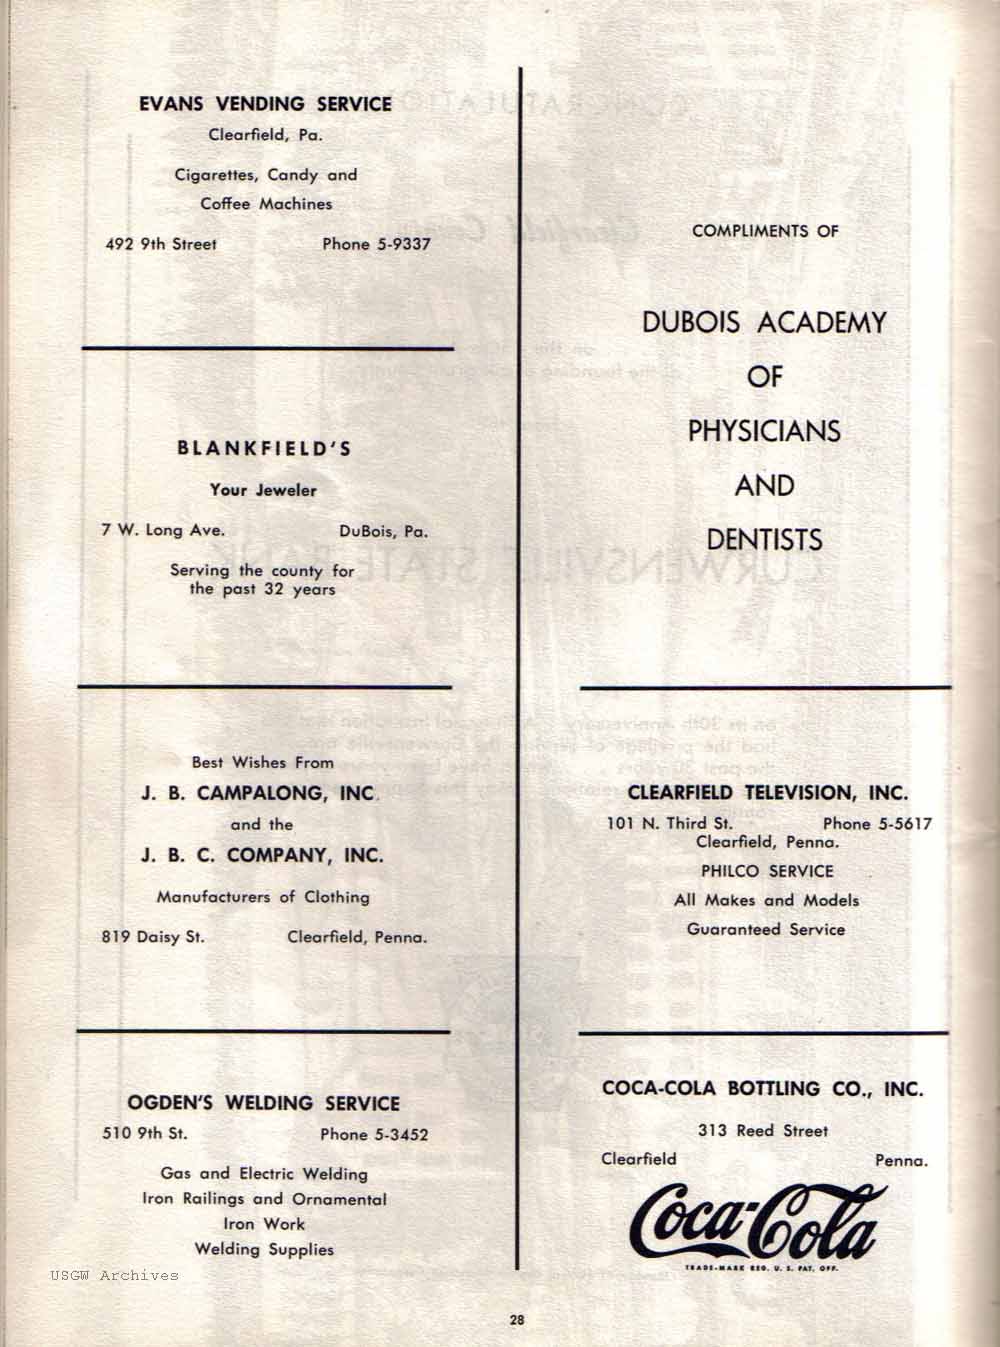 EVANS VENDING SERVICE
Clearfield, Pa.
Cigarettes, Candy and
Coffee Machines
492 9th Street Phone 5-9337
BLANKFIELD'S
Your Jeweler
7 W. Long Ave. DuBois, Pa.
Serving the county for
the past 32 years
Best Wishes From
J. B. CAMPALONG, INC.
and the
J. B. C. COMPANY, INC.
Manufacturers of Clothing
819 Daisy St. Clearfield, Penna.
OGDEN'S WELDING SERVICE
510 9th St. Phone 5-3452
Gas and Electric Welding
Iron Railings and Ornamental
Iron Work
Welding Supplies
COMPLIMENTS OF
DUBOIS ACADEMY
OF
PHYSICIANS
AND
DENTISTS
CLEARFIELD TELEVISION, INC.
101 N. Third St. Phone 5-5617
Clearfield, Penna.
PHILCO SERVICE
All Makes and Models
Guaranteed Service
COCA-COLA BOTTLING CO., INC.
313 Reed Street
Clearfield Penna.
Coca-Cola
TRADE-MARK REG. U. S. PAT. OFF.
USGW Archives
28